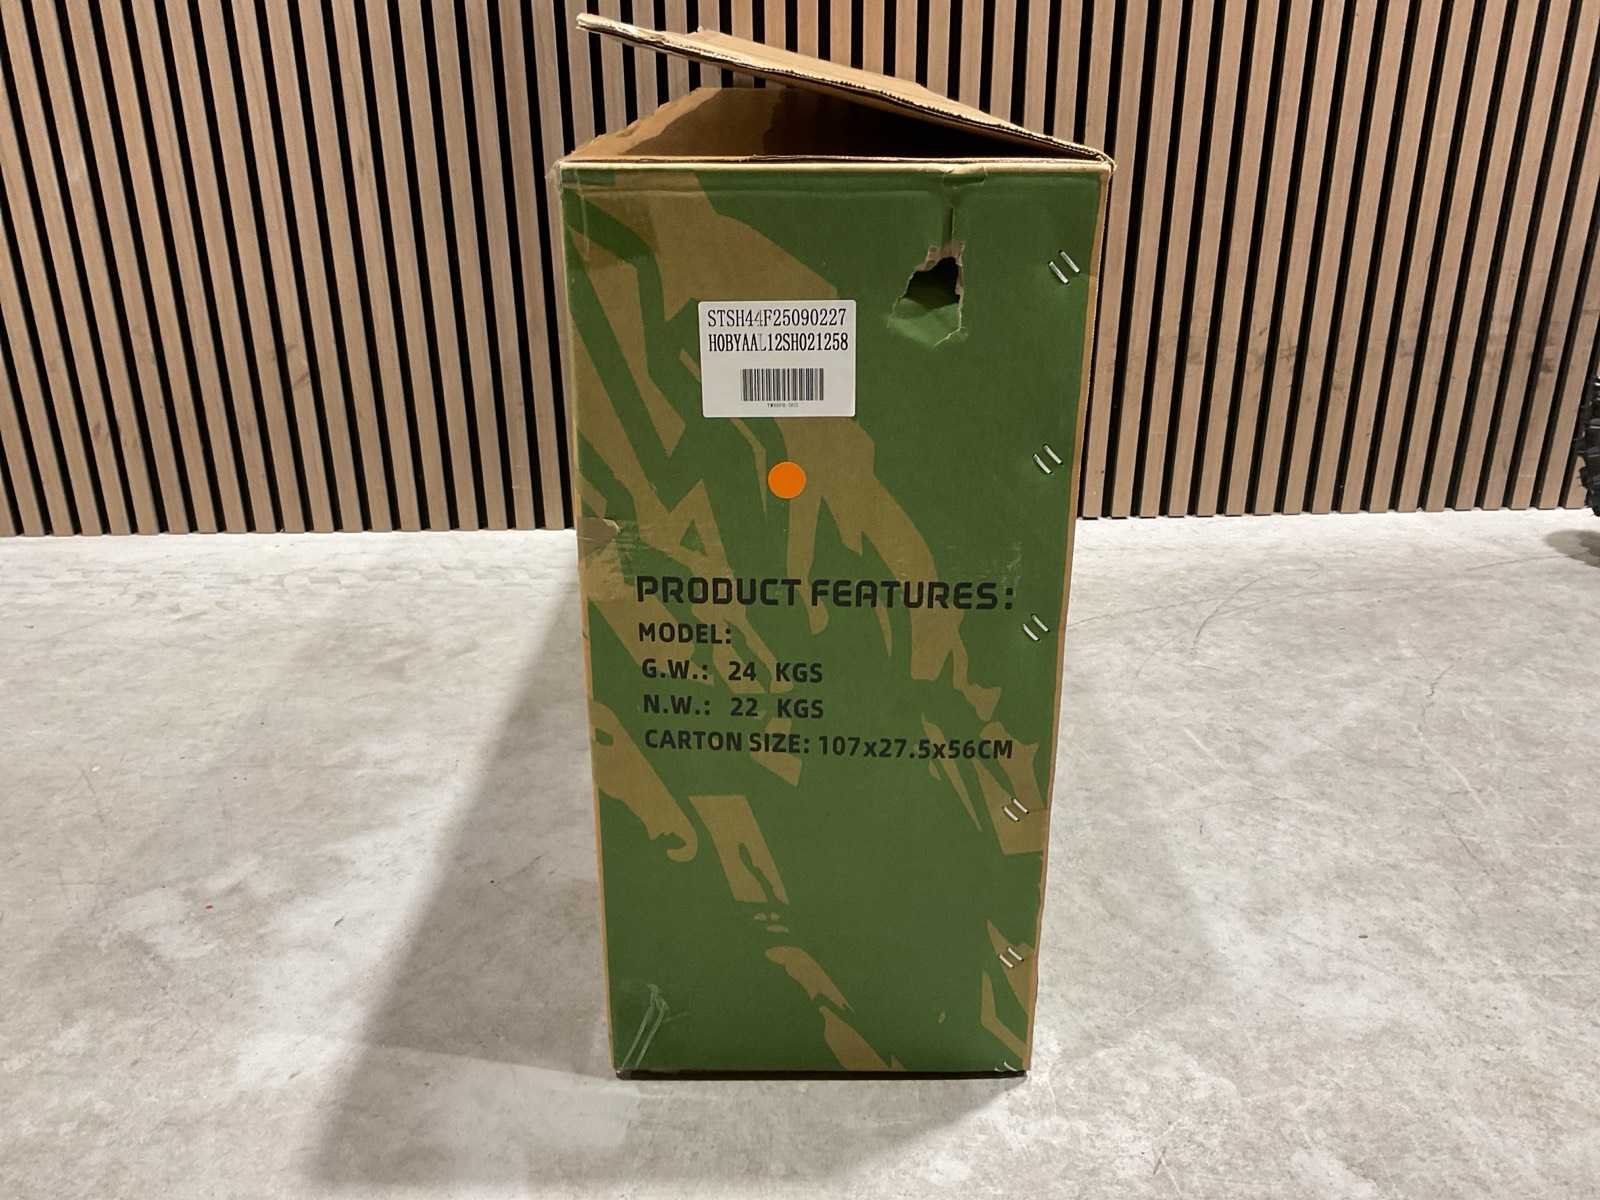 STSH44F25090227
HOBYAAL12SH021258
PRODUCT FEATURES:
MODEL:
G.W.: 24 KGS
N.W.: 22 KGS
CARTON SIZE: 107x27.5x56CM